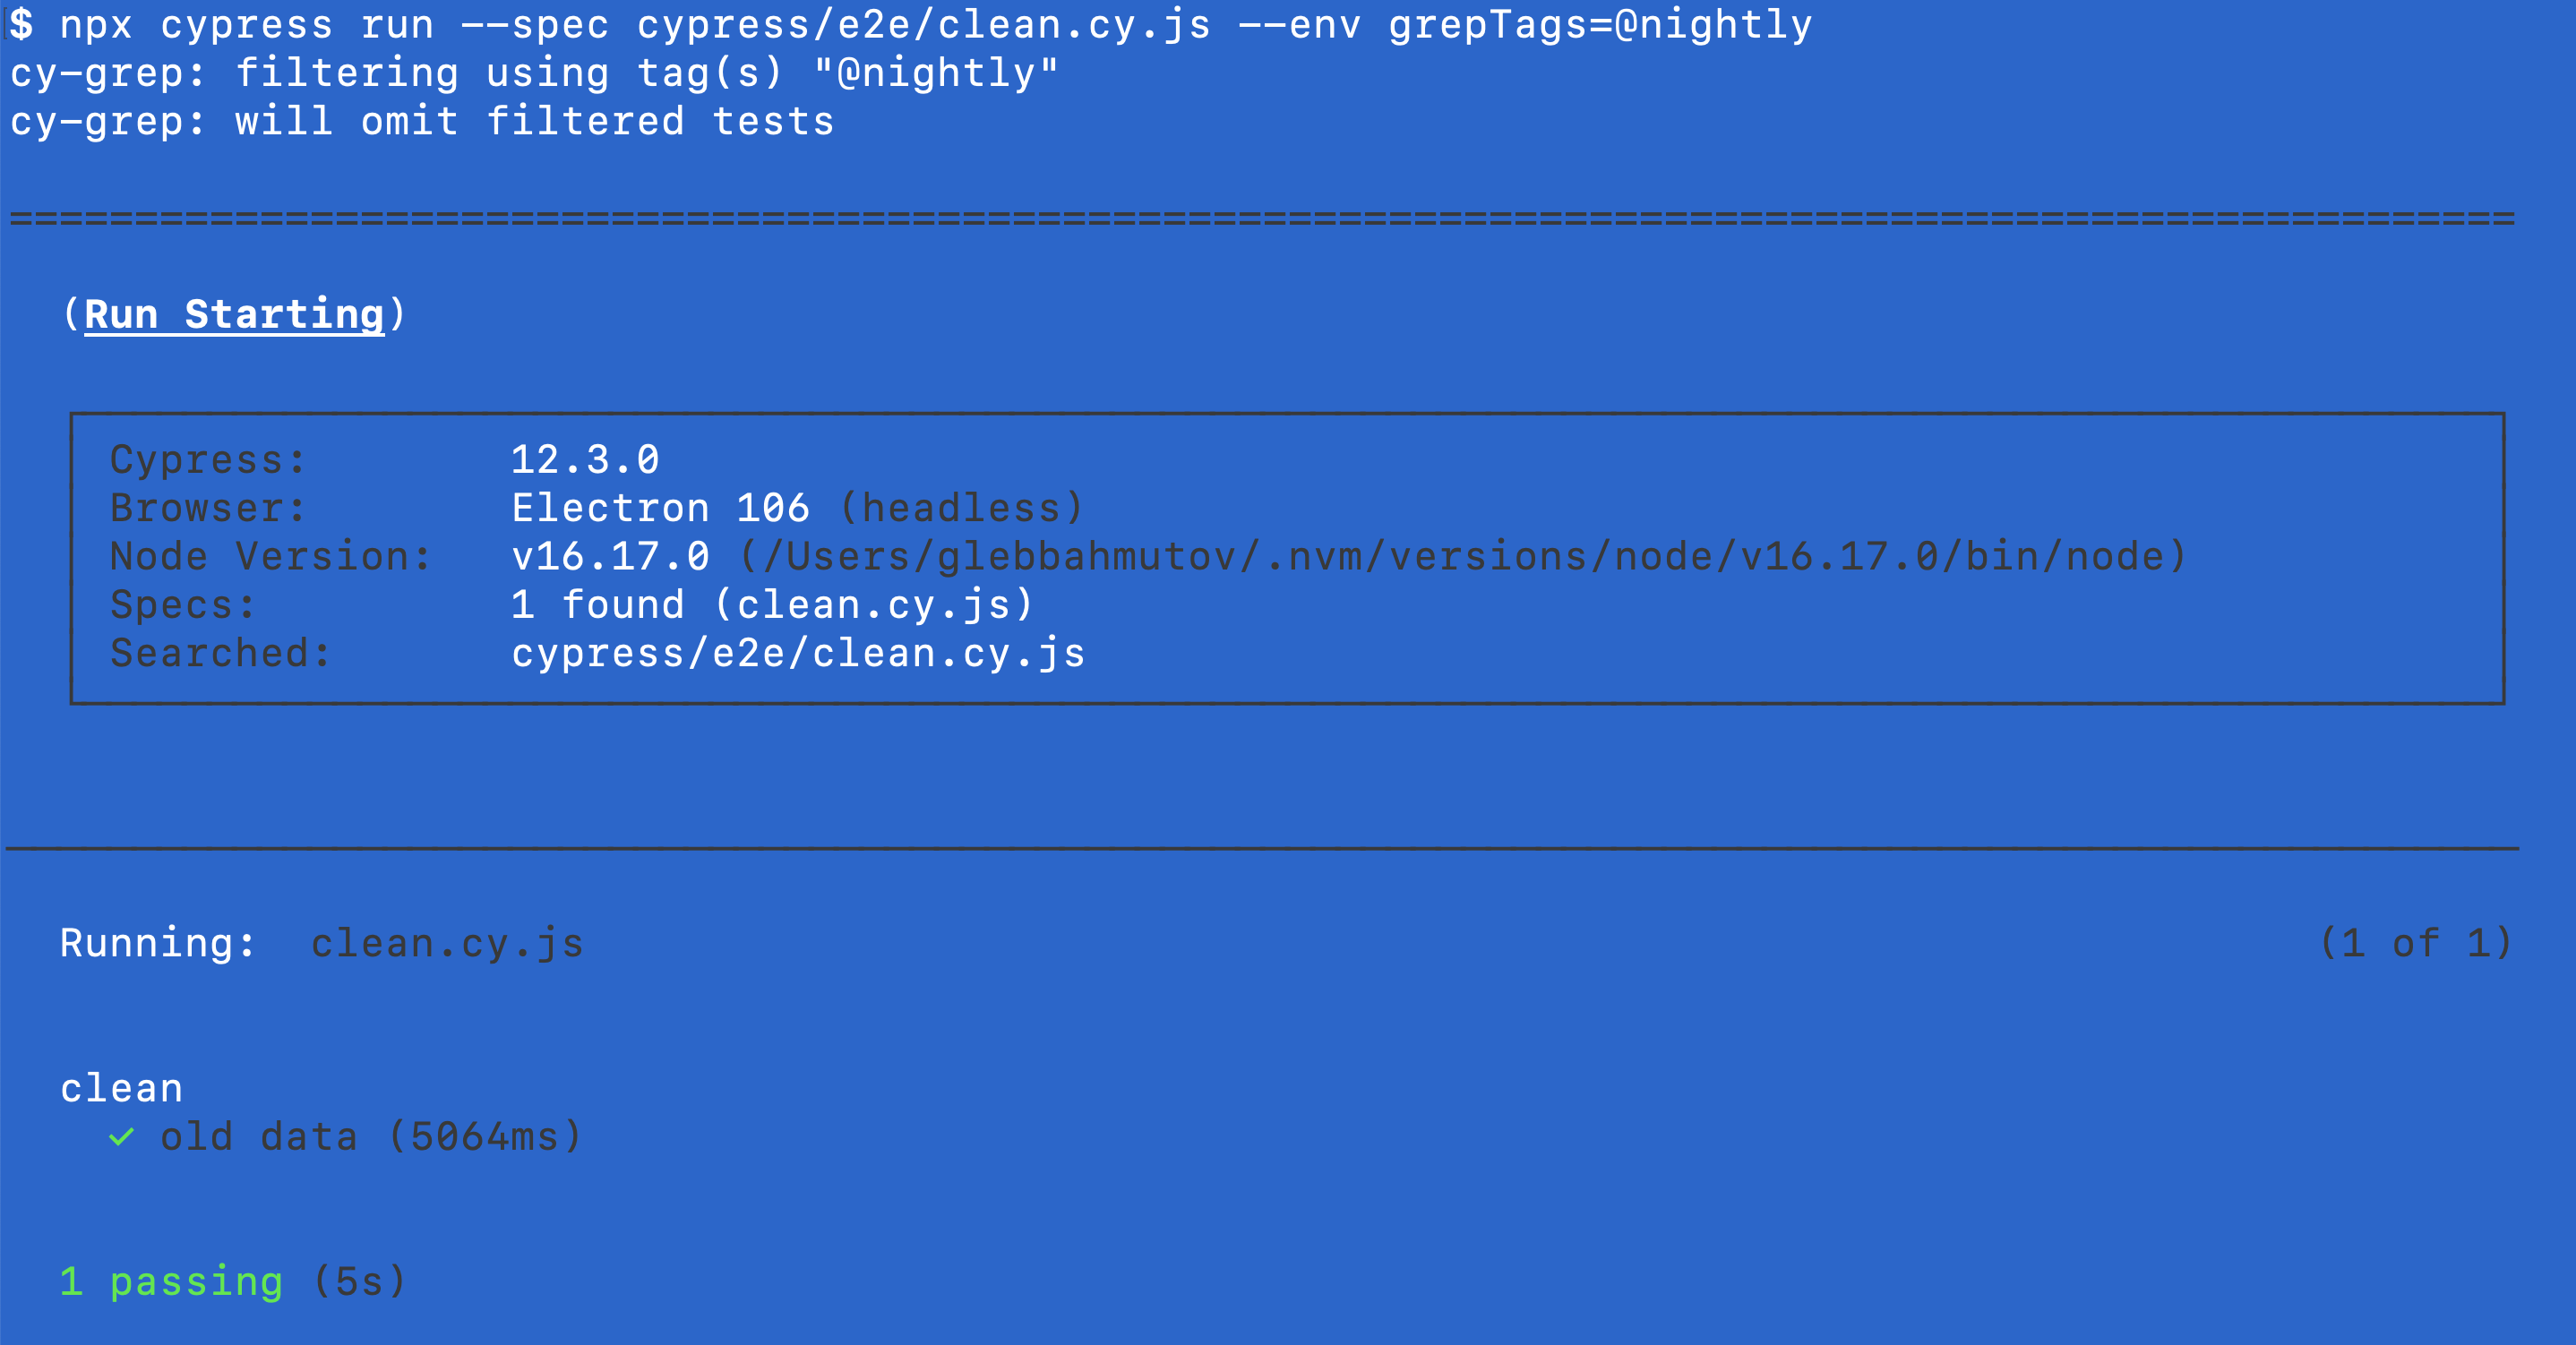 $ npx cypress run --spec cypress/e2e/clean.cy.js --env grepTags=@nightly
cy-grep: filtering using tag(s) "@nightly"
cy-grep: will omit filtered tests
====================================================================================================
(Run Starting)
Cypress: 12.3.0
Browser: Electron 106 (headless)
Node Version: v16.17.0 (/Users/glebbahmutov/.nvm/versions/node/v16.17.0/bin/node)
Specs: 1 found (clean.cy.js)
Searched: cypress/e2e/clean.cy.js
Running: clean.cy.js (1 of 1)
clean
✓ old data (5064ms)
1 passing (5s)